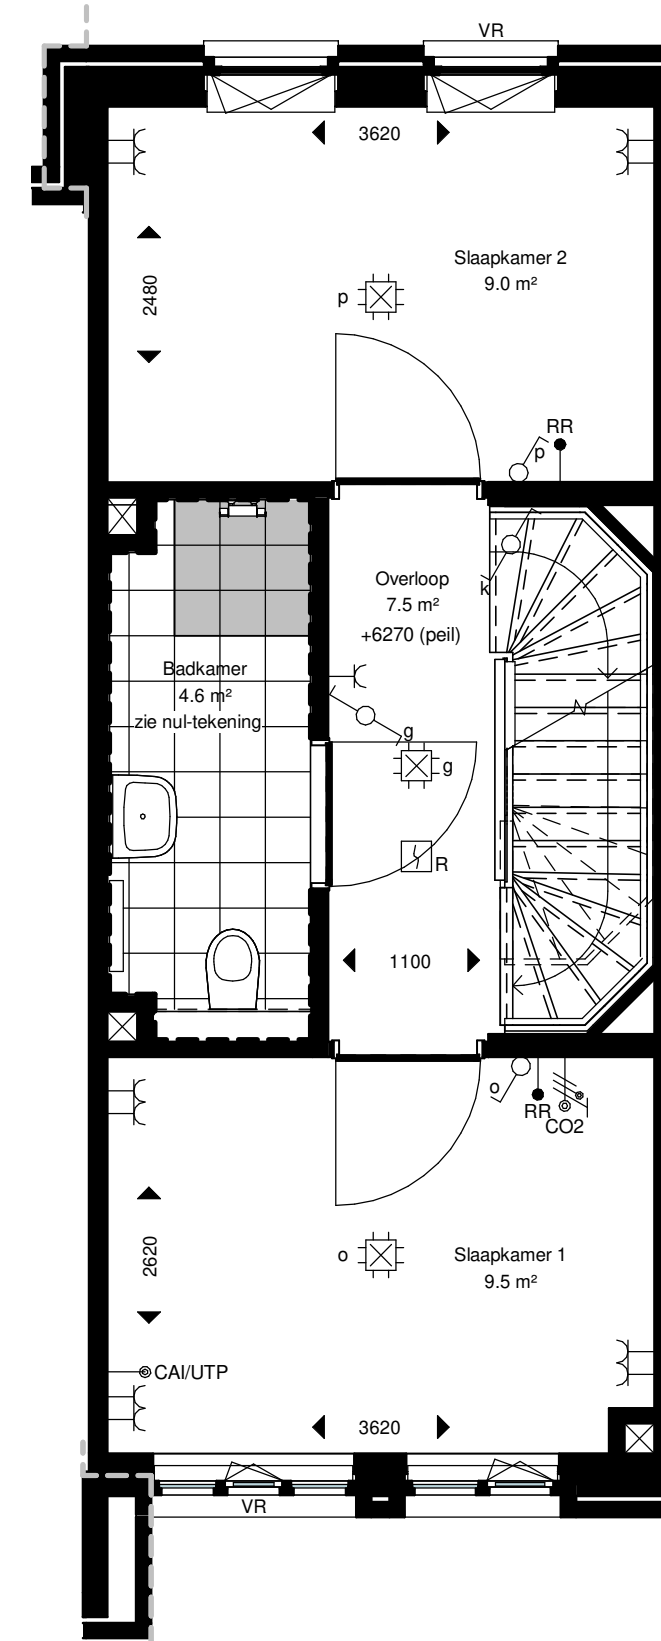 VR
3620
2480
Slaapkamer 2
9.0 m²
p
RR
p
k
Overloop
7.5 m²
+6270 (peil)
Badkamer
4.6 m²
zie nul-tekening
g
g
R
1100
o
RR
CO2
2620
o
Slaapkamer 1
9.5 m²
CAI/UTP
3620
VR